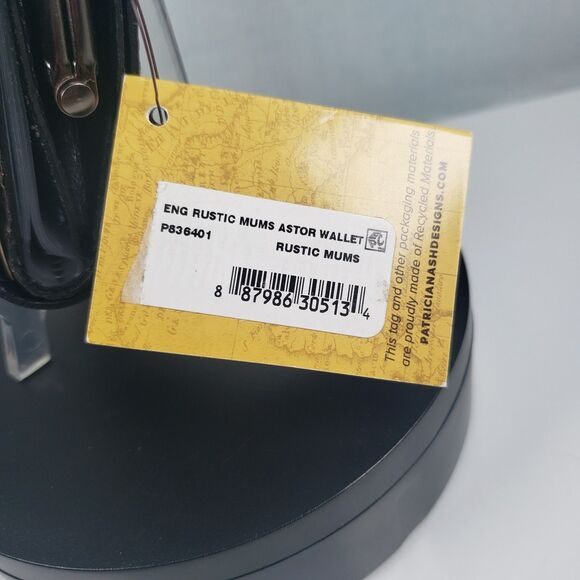 ENG RUSTIC MUMS ASTOR WALLET
P836401
RUSTIC MUMS
8 87986 30513 4
This tag and other packaging materials
are proudly made of Recycled Materials
PATRICIANASHDESIGNS.COM